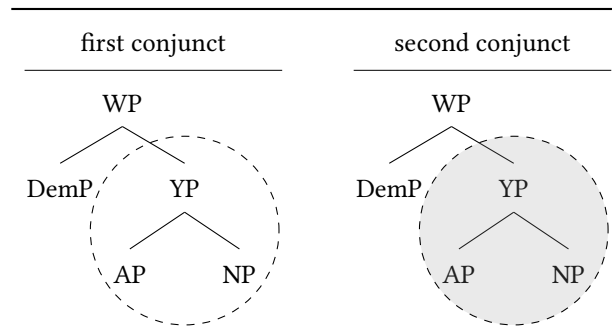 first conjunct second conjunct
WP WP
DemP YP DemP YP
AP NP AP NP